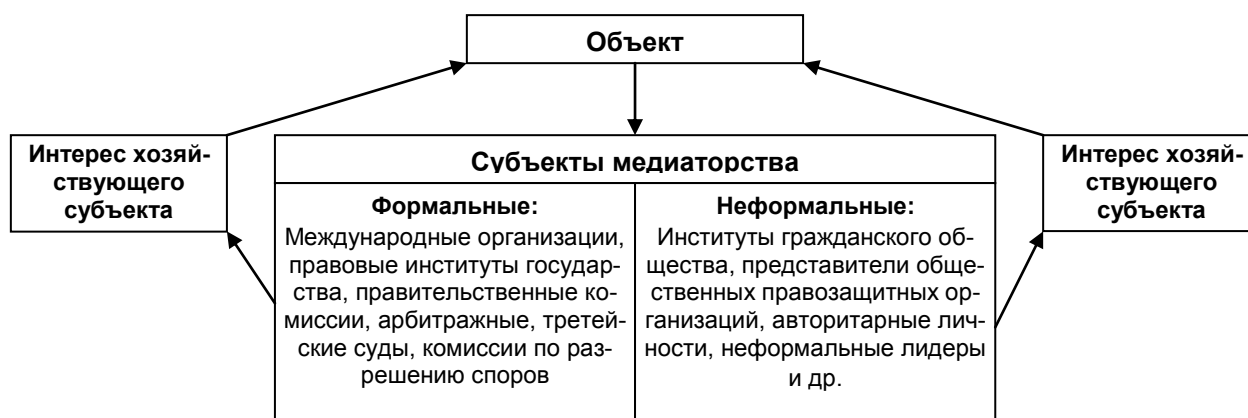 Объект
Интерес хозяй-
ствующего
субъекта
Субъекты медиаторства
Формальные:
Международные организации,
правовые институты государ-
ства, правительственные ко-
миссии, арбитражные, третей-
ские суды, комиссии по раз-
решению споров
Неформальные:
Институты гражданского об-
щества, представители обще-
ственных правозащитных ор-
ганизаций, авторитарные лич-
ности, неформальные лидеры
и др.
Интерес хозяй-
ствующего
субъекта